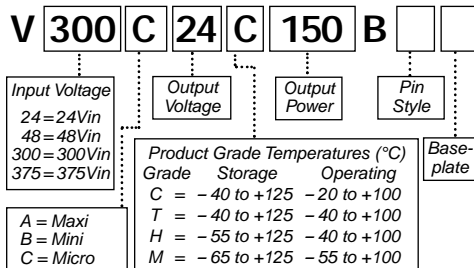 V 300 C 24 C 150 B
Input Voltage
24 = 24Vin
48 = 48Vin
300 = 300Vin
375 = 375Vin
Output
Voltage
Output
Power
Pin
Style
Base-
plate
Product Grade Temperatures (°C)
Grade Storage Operating
C = – 40 to +125 – 20 to +100
T = – 40 to +125 – 40 to +100
H = – 55 to +125 – 40 to +100
M = – 65 to +125 – 55 to +100
A = Maxi
B = Mini
C = Micro